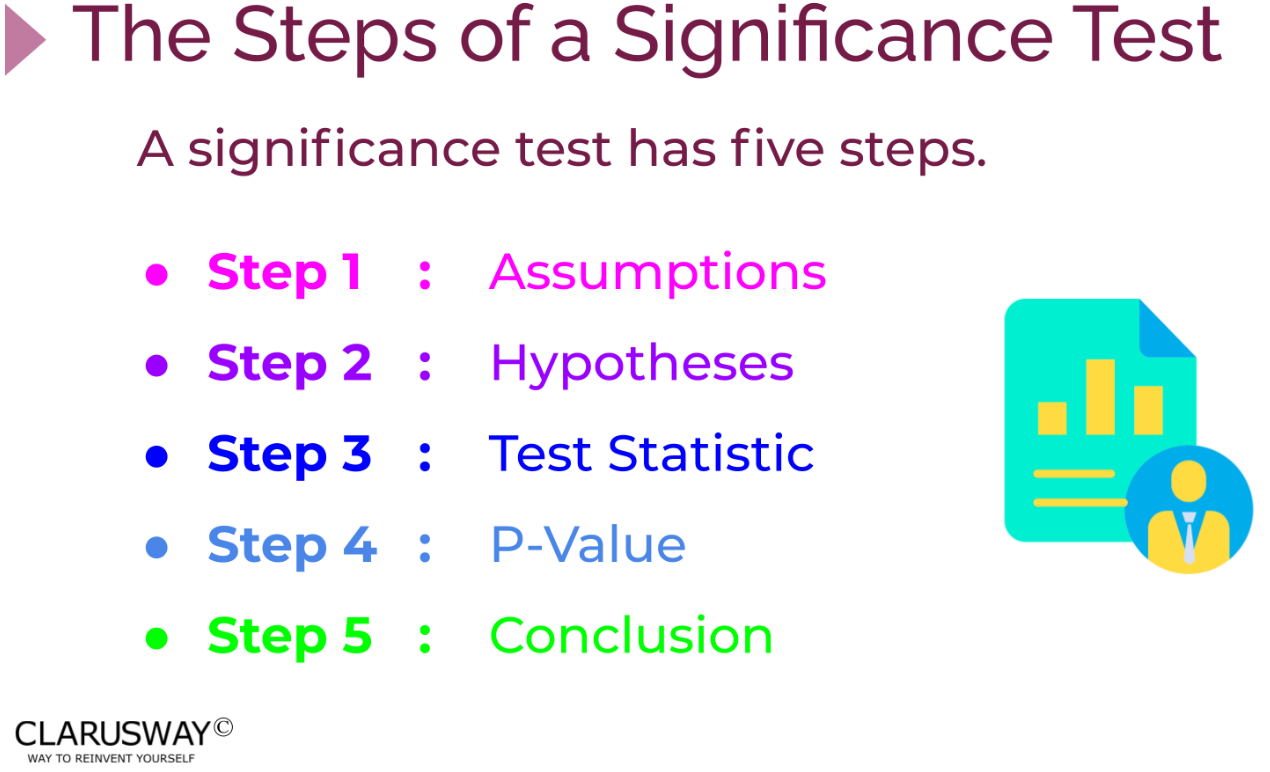 The Steps of a Significance Test
A significance test has five steps.
● Step 1 : Assumptions
● Step 2 : Hypotheses
● Step 3 : Test Statistic
● Step 4 : P-Value
● Step 5 : Conclusion
CLARUSWAY©
WAY TO REINVENT YOURSELF